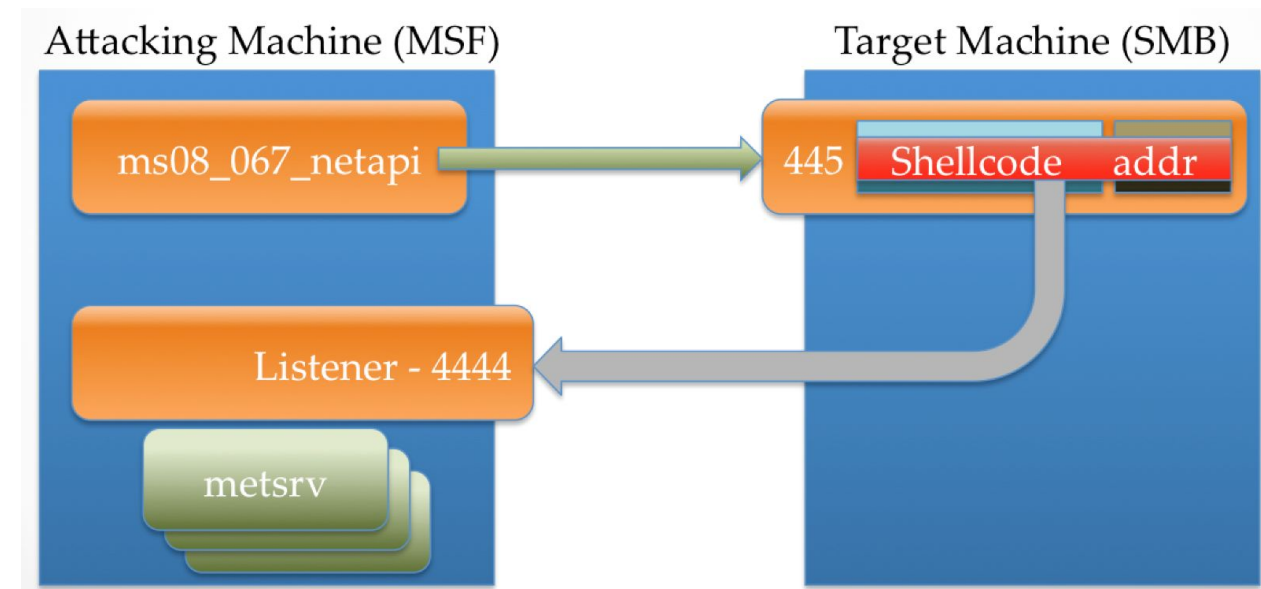 Attacking Machine (MSF)
Target Machine (SMB)
ms08_067_netapi
445
Shellcode
addr
Listener - 4444
metsrv